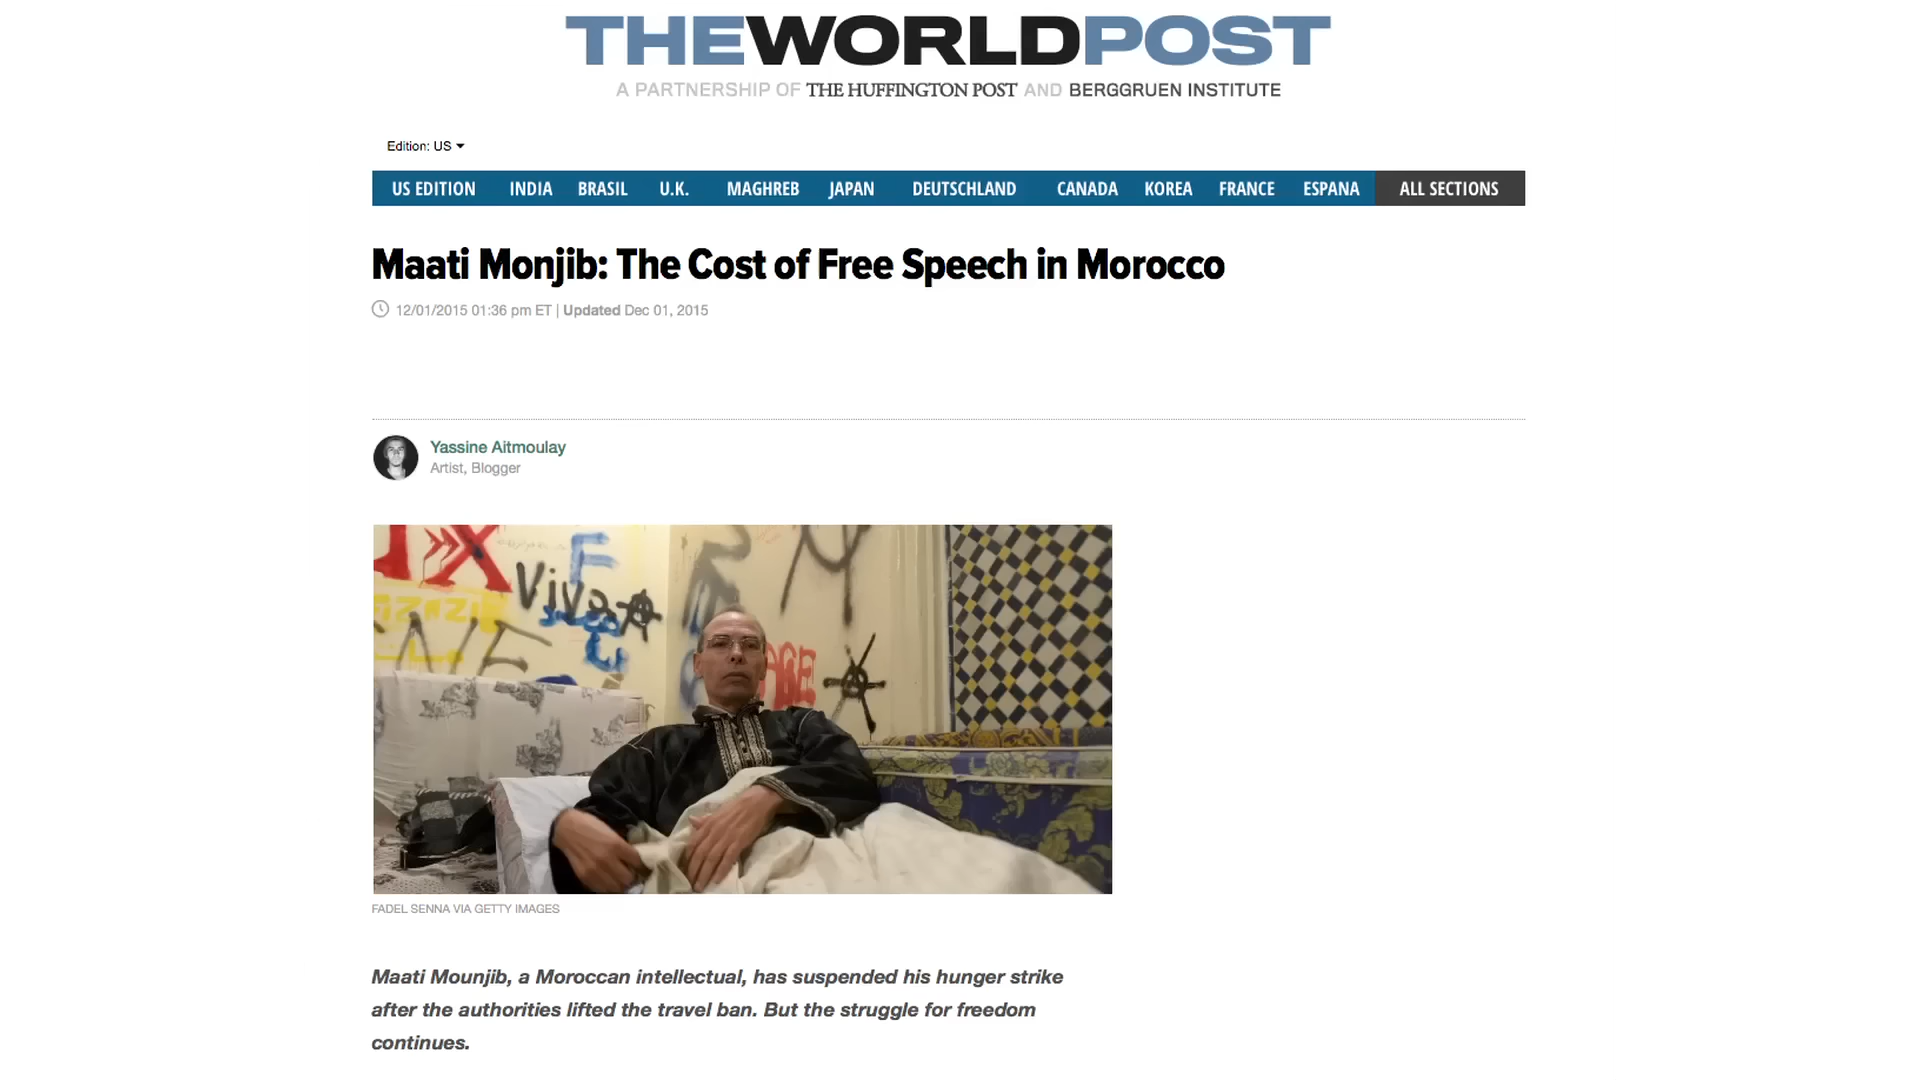 THEWORLDPOST
A PARTNERSHIP OF THE HUFFINGTON POST AND BERGGRUEN INSTITUTE
Edition: US
US EDITION INDIA BRASIL U.K. MAGHREB JAPAN DEUTSCHLAND CANADA KOREA FRANCE ESPANA ALL SECTIONS
Maati Monjib: The Cost of Free Speech in Morocco
12/01/2015 01:36 pm ET | Updated Dec 01, 2015
Yassine Aitmoulay
Artist, Blogger
Viva
FADEL SENNA VIA GETTY IMAGES
Maati Mounjib, a Moroccan intellectual, has suspended his hunger strike
after the authorities lifted the travel ban. But the struggle for freedom
continues.